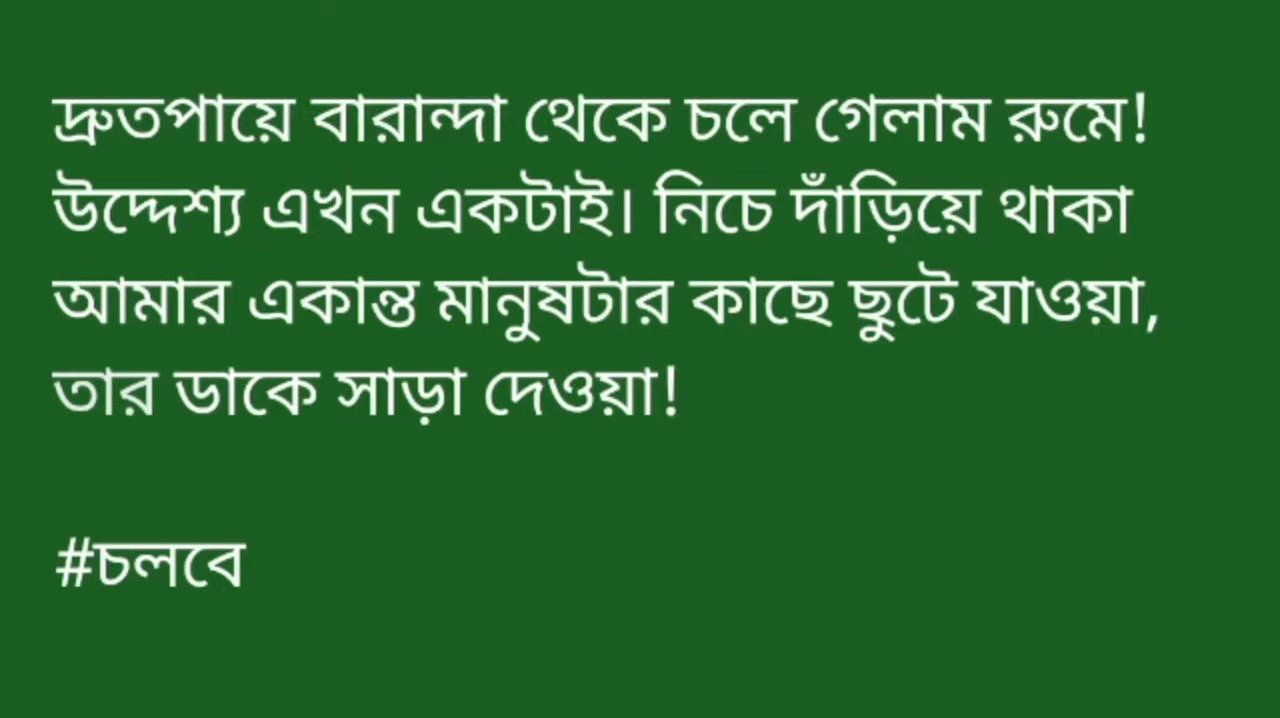 দ্রুতপায়ে বারান্দা থেকে চলে গেলাম রুমে!
উদ্দেশ্য এখন একটাই। নিচে দাঁড়িয়ে থাকা
আমার একান্ত মানুষটার কাছে ছুটে যাওয়া,
তার ডাকে সাড়া দেওয়া!
#চলবে